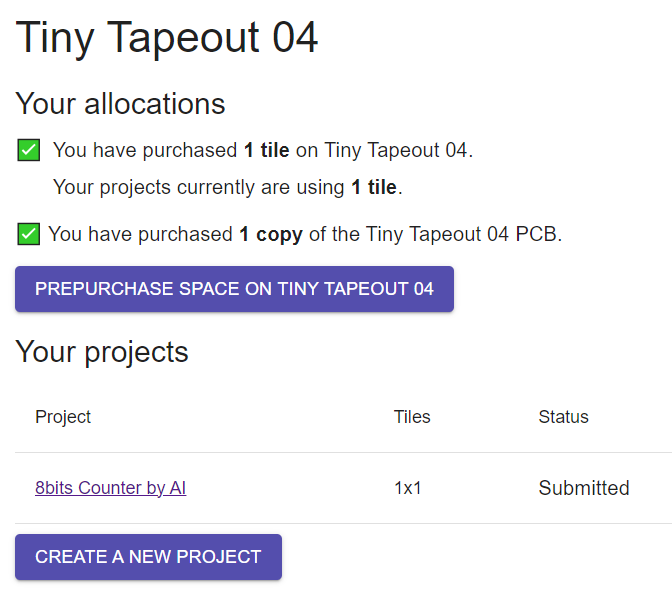 Tiny Tapeout 04
Your allocations
You have purchased 1 tile on Tiny Tapeout 04.
Your projects currently are using 1 tile.
You have purchased 1 copy of the Tiny Tapeout 04 PCB.
PREPURCHASE SPACE ON TINY TAPEOUT 04
Your projects
Project Tiles Status
8bits Counter by AI 1x1 Submitted
CREATE A NEW PROJECT